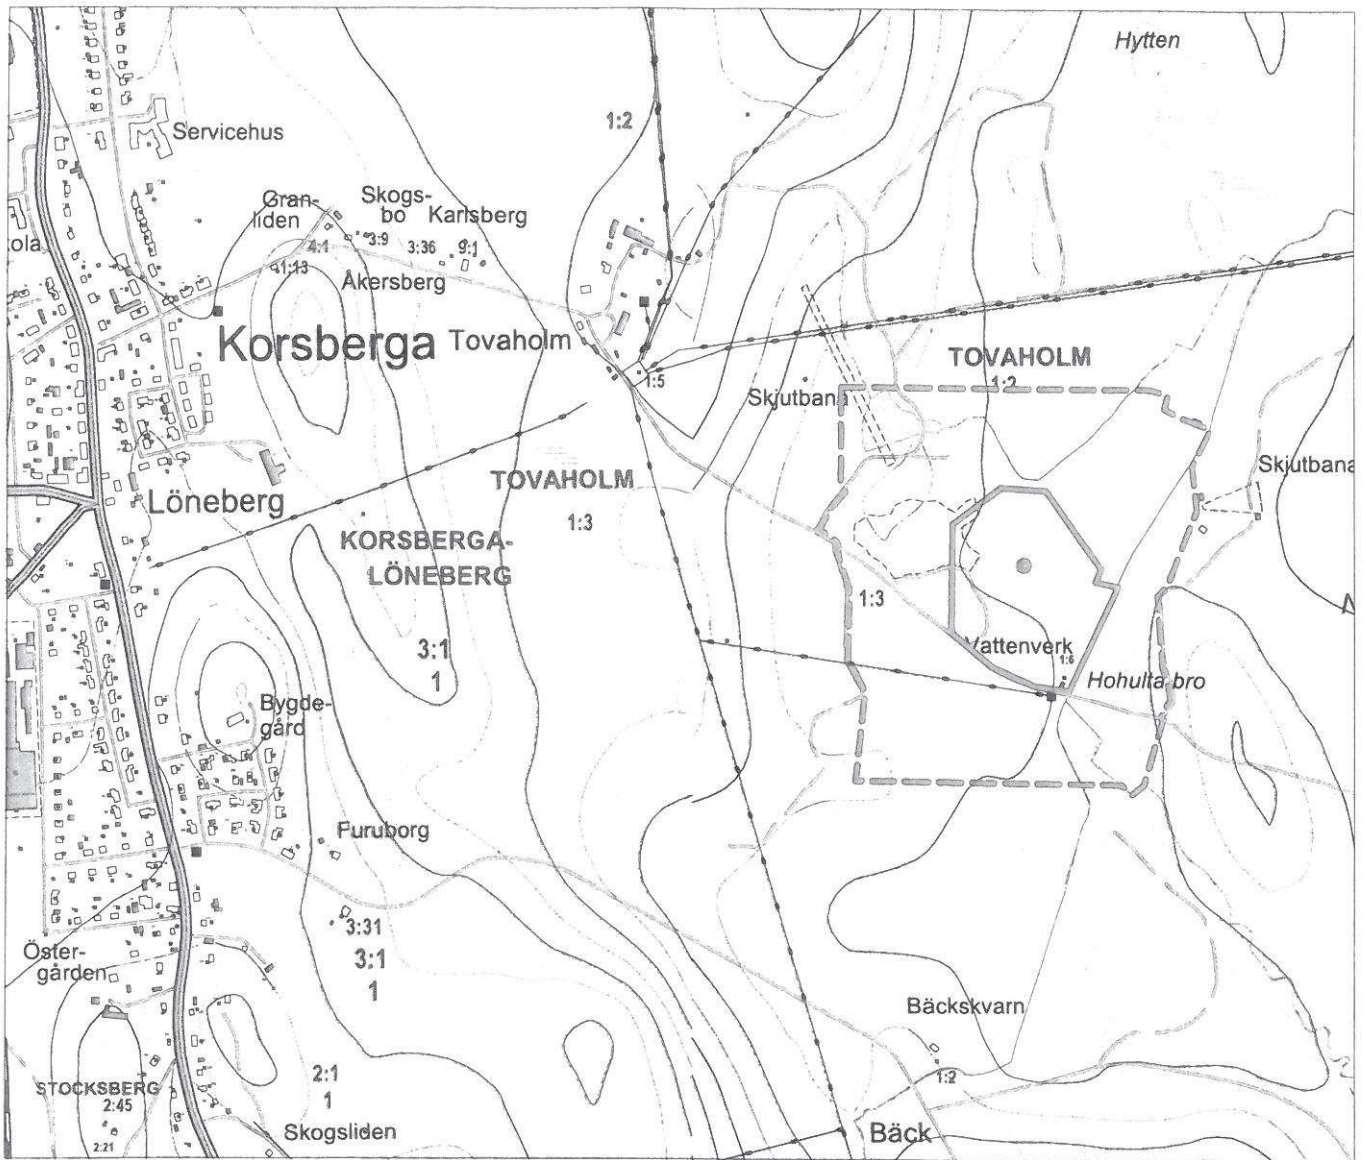 Hytten
1:2
Servicehus
Gran-
liden
Skogs-
bo
Karlsberg
4:1
3:9
3:36
9:1
1:13
Åkersberg
kola
Korsberga
Tovaholm
1:5
TOVAHOLM
1:2
Skjutbana
Skjutbana
Löneberg
TOVAHOLM
1:3
KORSBERGA-
LÖNEBERG
3:1
1
1:3
Vattenverk
1:6
Hohulta bro
Bygde-
gård
Furuborg
3:31
3:1
1
Öster-
gården
Bäckskvarn
1:2
STOCKSBERG
2:45
2:21
2:1
1
Skogsliden
Bäck